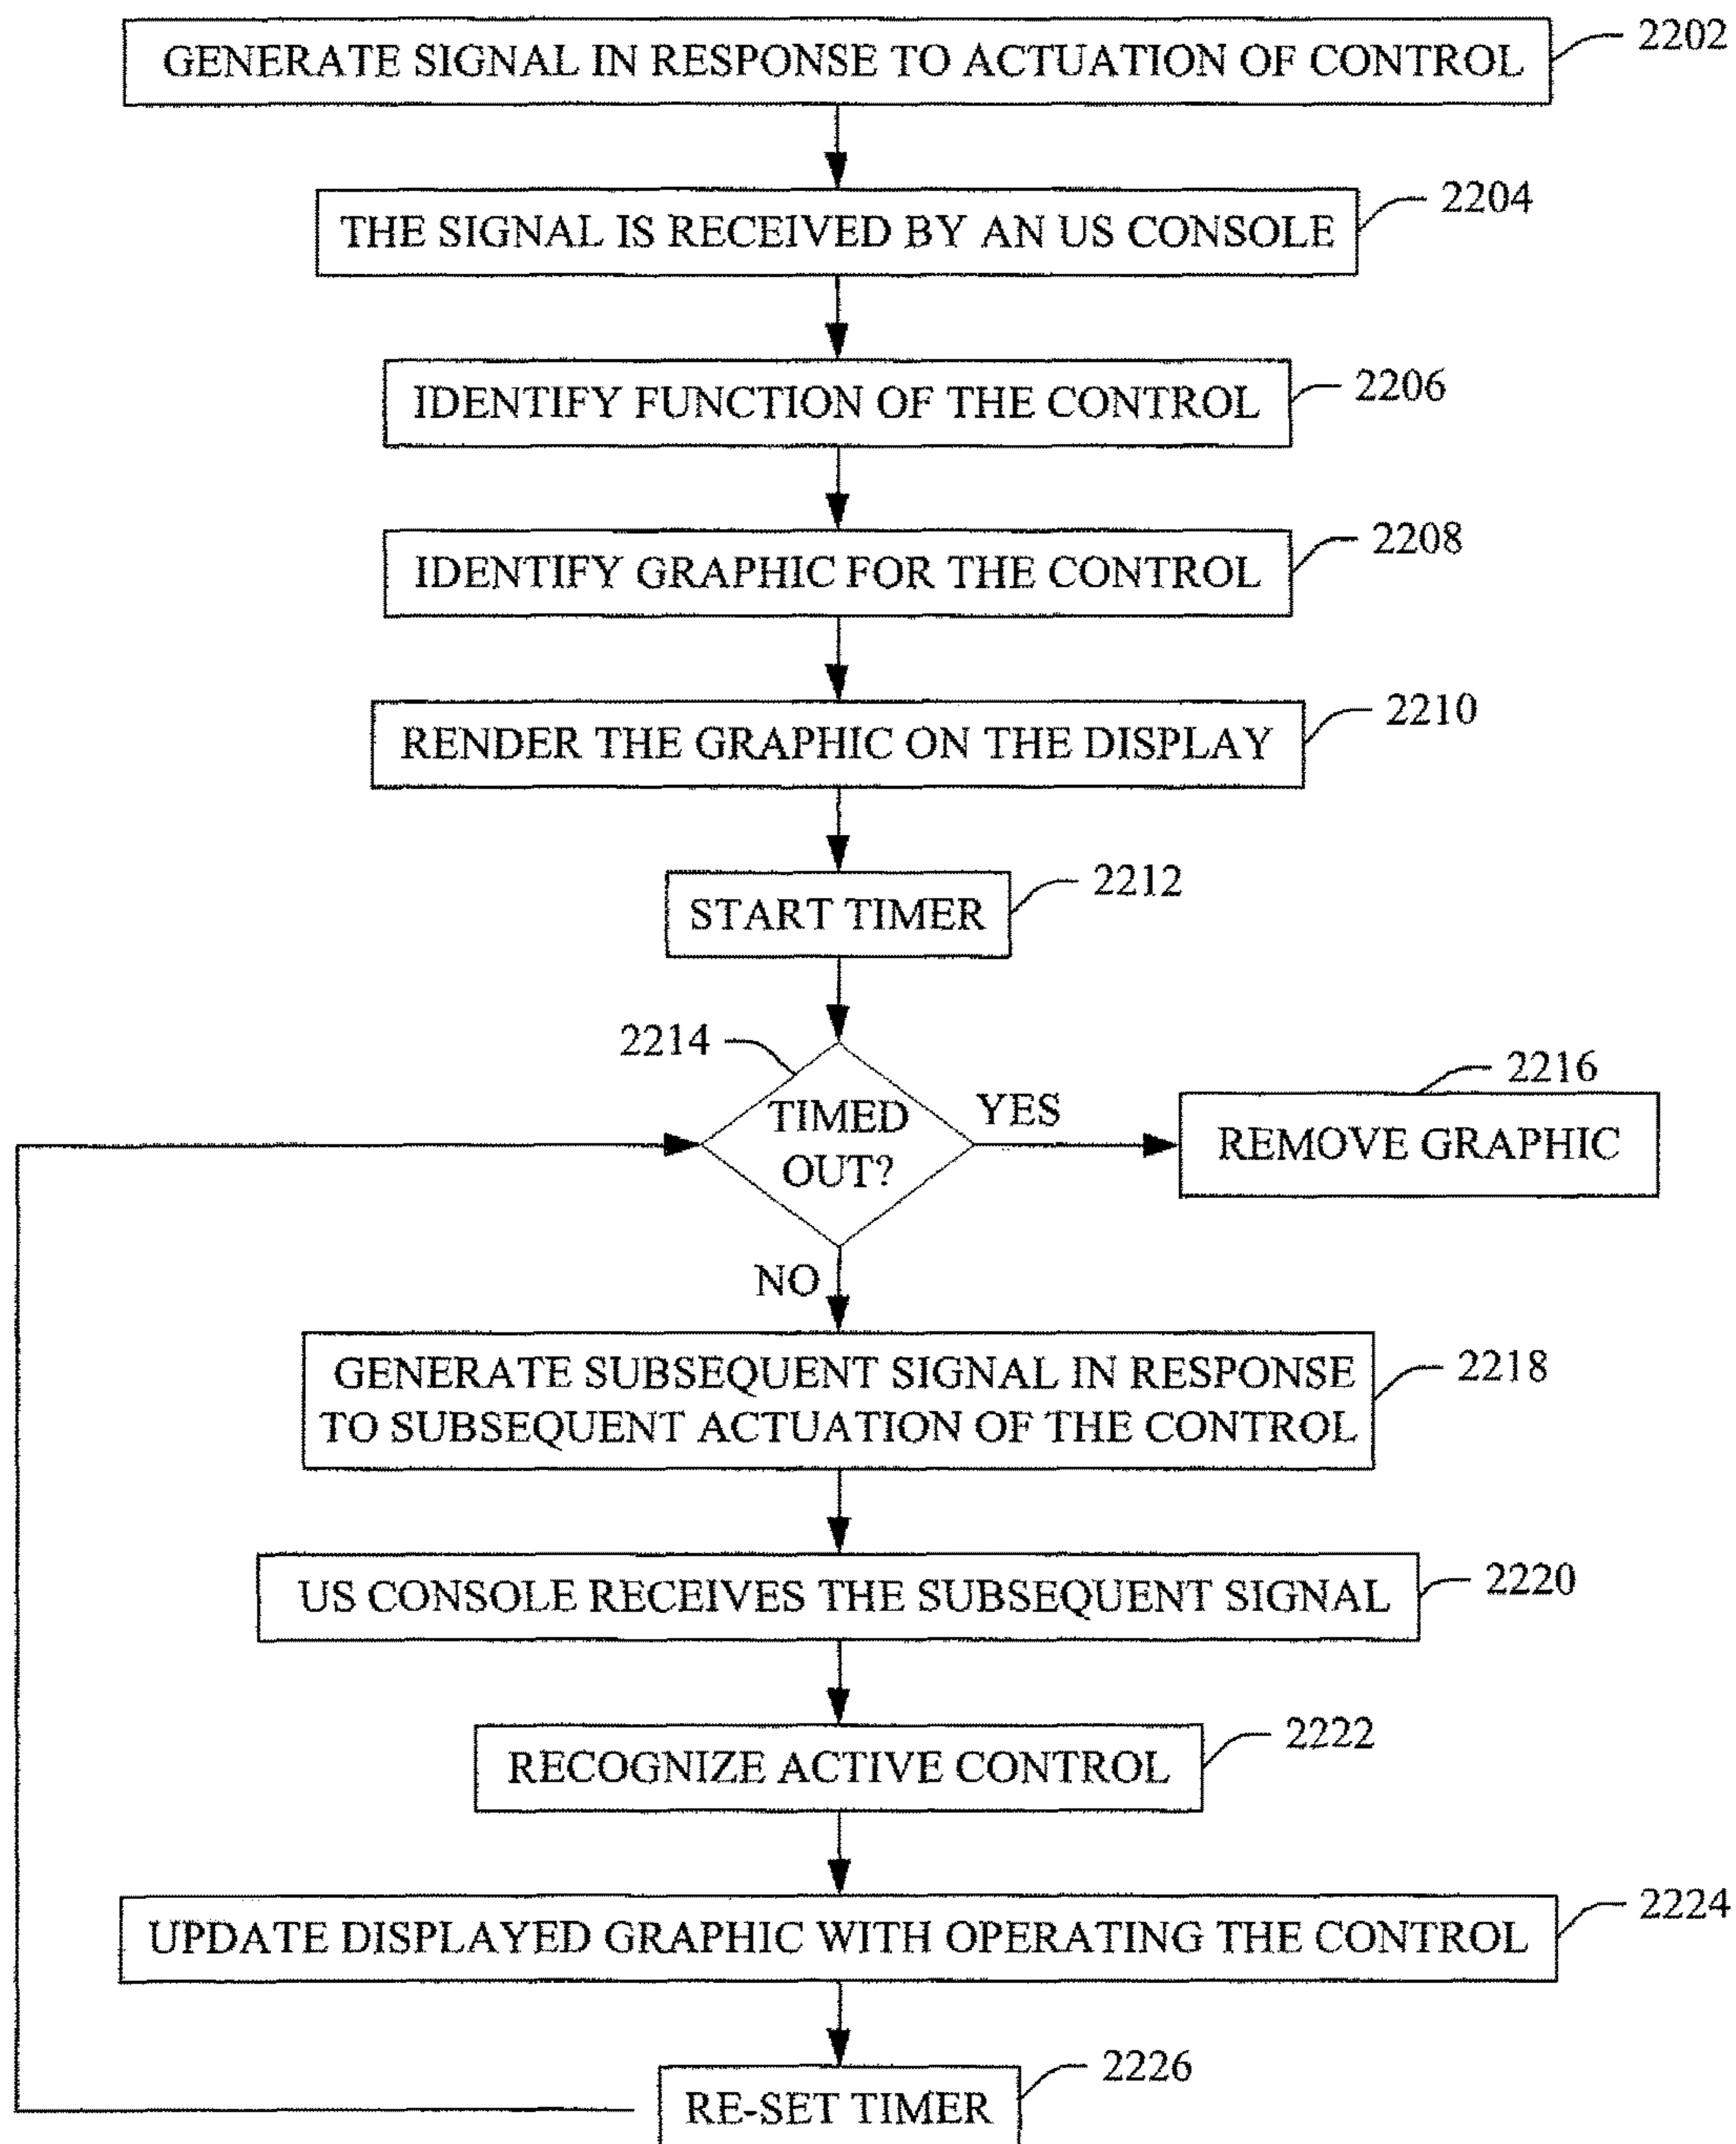 GENERATE SIGNAL IN RESPONSE TO ACTUATION OF CONTROL
2202
THE SIGNAL IS RECEIVED BY AN US CONSOLE
2204
IDENTIFY FUNCTION OF THE CONTROL
2206
IDENTIFY GRAPHIC FOR THE CONTROL
2208
RENDER THE GRAPHIC ON THE DISPLAY
2210
START TIMER
2212
2214
TIMED
OUT?
YES
2216
REMOVE GRAPHIC
NO
GENERATE SUBSEQUENT SIGNAL IN RESPONSE
TO SUBSEQUENT ACTUATION OF THE CONTROL
2218
US CONSOLE RECEIVES THE SUBSEQUENT SIGNAL
2220
RECOGNIZE ACTIVE CONTROL
2222
UPDATE DISPLAYED GRAPHIC WITH OPERATING THE CONTROL
2224
RE-SET TIMER
2226